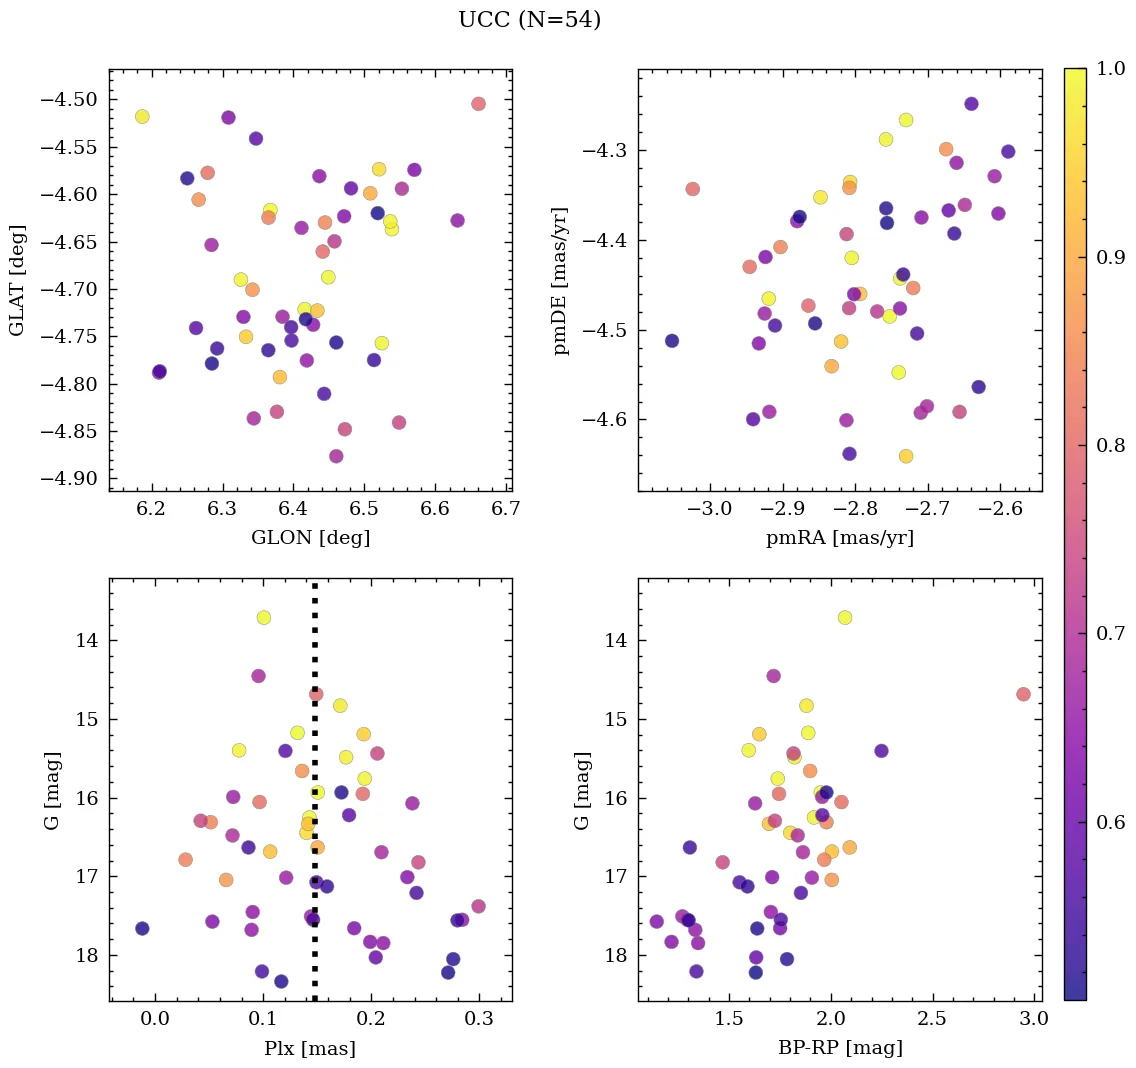 UCC (N=54)
−4.50
−4.55
−4.60
−4.65
−4.70
−4.75
−4.80
−4.85
−4.90
GLAT [deg]
6.2 6.3 6.4 6.5 6.6 6.7
GLON [deg]
−4.3
−4.4
−4.5
−4.6
pmDE [mas/yr]
−3.0 −2.9 −2.8 −2.7 −2.6
pmRA [mas/yr]
1.0
0.9
0.8
0.7
0.6
14
15
16
17
18
G [mag]
0.0 0.1 0.2 0.3
Plx [mas]
14
15
16
17
18
G [mag]
1.5 2.0 2.5 3.0
BP-RP [mag]